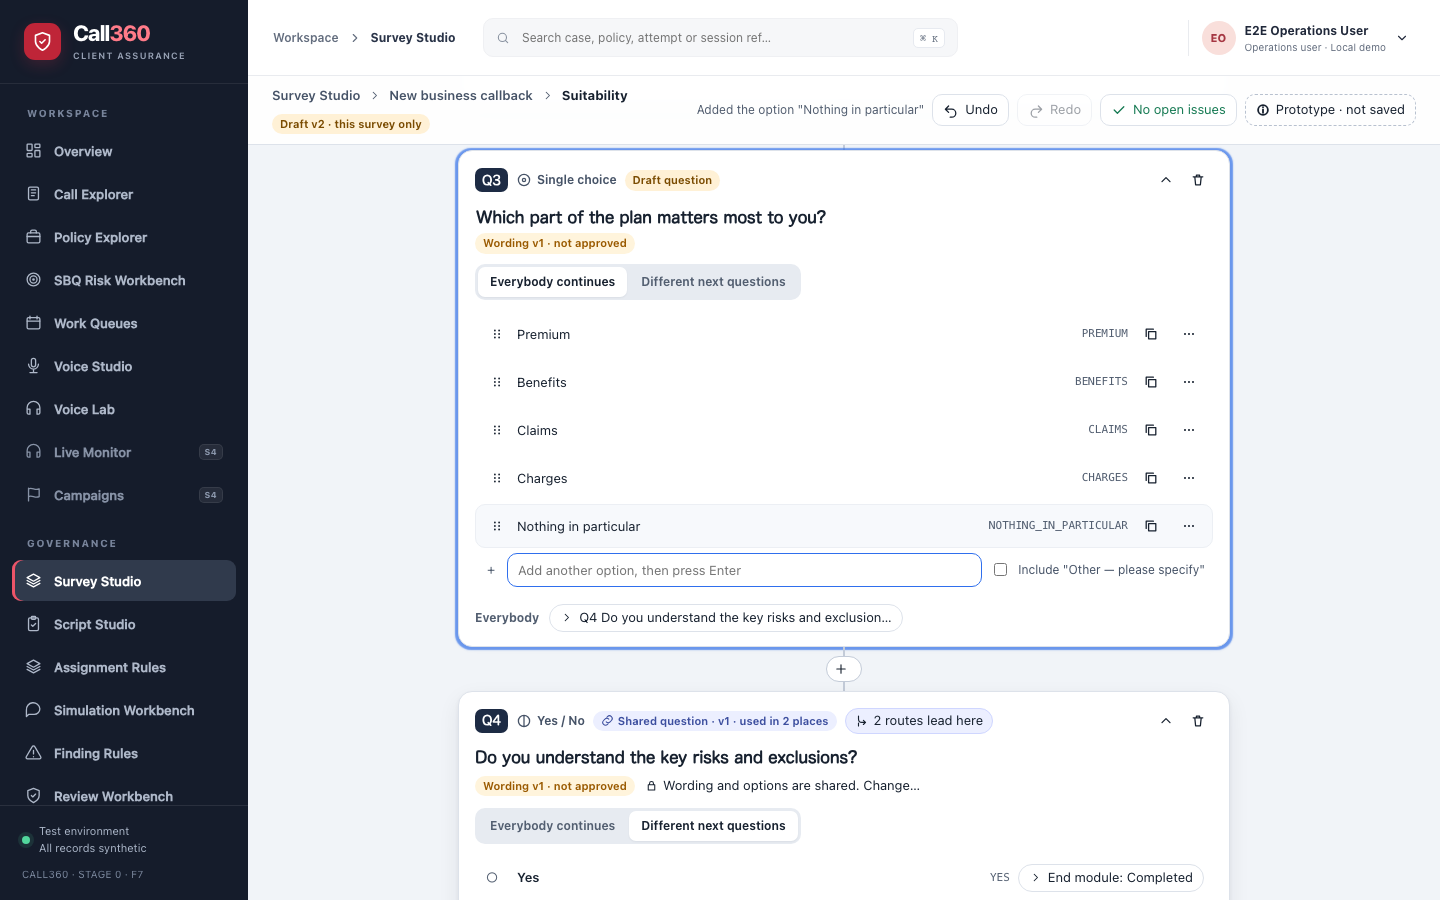 Call360
CLIENT ASSURANCE
WORKSPACE
Overview
Call Explorer
Policy Explorer
SBQ Risk Workbench
Work Queues
Voice Studio
Voice Lab
Live Monitor S4
Campaigns S4
GOVERNANCE
Survey Studio
Script Studio
Assignment Rules
Simulation Workbench
Finding Rules
Review Workbench
Test environment
All records synthetic
CALL360 · STAGE 0 · F7
Workspace > Survey Studio
Search case, policy, attempt or session ref... ⌘ K
EO
E2E Operations User
Operations user · Local demo
Survey Studio > New business callback > Suitability
Draft v2 · this survey only
Added the option "Nothing in particular"
Undo
Redo
No open issues
Prototype · not saved
Q3 Single choice Draft question
Which part of the plan matters most to you?
Wording v1 · not approved
Everybody continues Different next questions
Premium PREMIUM
Benefits BENEFITS
Claims CLAIMS
Charges CHARGES
Nothing in particular NOTHING_IN_PARTICULAR
+ Add another option, then press Enter Include "Other — please specify"
Everybody > Q4 Do you understand the key risks and exclusion...
+
Q4 Yes / No Shared question · v1 · used in 2 places 2 routes lead here
Do you understand the key risks and exclusions?
Wording v1 · not approved Wording and options are shared. Change...
Everybody continues Different next questions
Yes YES > End module: Completed